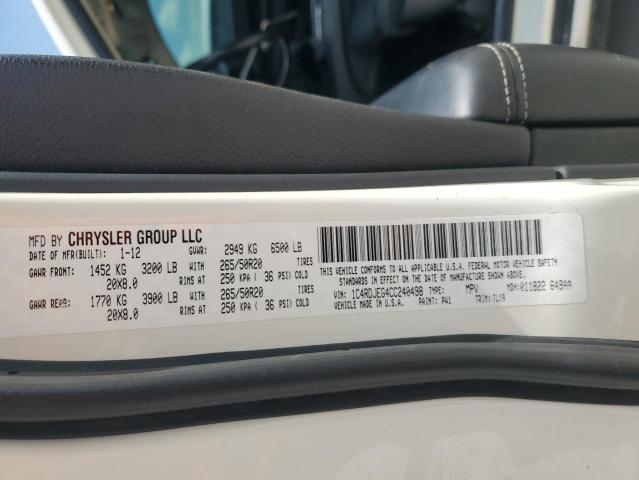 MFD BY CHRYSLER GROUP LLC
DATE OF MFR(BUILT): 1-12 GVWR: 2949 KG 6500 LB
GAWR FRONT: 1452 KG 3200 LB WITH 265/50R20 TIRES
20X8.0 RIMS AT 250 KPA ( 36 PSI) COLD
GAWR REAR: 1770 KG 3900 LB WITH 265/50R20 TIRES
20X8.0 RIMS AT 250 KPA ( 36 PSI) COLD
THIS VEHICLE CONFORMS TO ALL APPLICABLE U.S.A. FEDERAL MOTOR VEHICLE SAFETY
STANDARDS IN EFFECT ON THE DATE OF MANUFACTURE SHOWN ABOVE.
VIN: 1C4RDJEG4CC240498 TYPE: MPV MDH: 011822 649AA
VEHICLE MADE IN U.S.A. PAINT: PW1 TRIM: TLX9